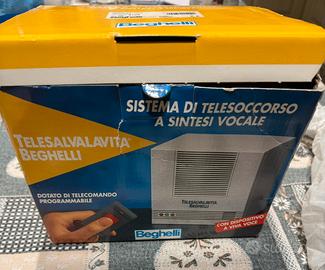 Beghelli
SISTEMA DI TELESOCCORSO
A SINTESI VOCALE
TELESALVALAVITA
BEGHELLI
DOTATO DI TELECOMANDO
PROGRAMMABILE
TELESALVALAVITA
BEGHELLI
CON DISPOSITIVO
A VIVA VOCE
Beghelli